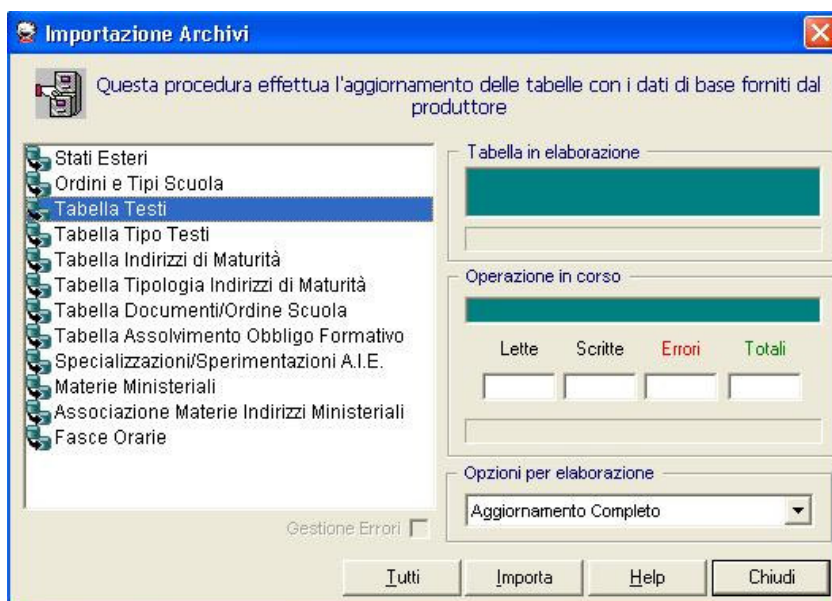 Importazione Archivi
Questa procedura effettua l'aggiornamento delle tabelle con i dati di base forniti dal
produttore
Stati Esteri
Ordini e Tipi Scuola
Tabella Testi
Tabella Tipo Testi
Tabella Indirizzi di Maturità
Tabella Tipologia Indirizzi di Maturità
Tabella Documenti/Ordine Scuola
Tabella Assolvimento Obbligo Formativo
Specializzazioni/Sperimentazioni A.I.E.
Materie Ministeriali
Associazione Materie Indirizzi Ministeriali
Fasce Orarie
Gestione Errori
Tabella in elaborazione
Operazione in corso
Lette Scritte Errori Totali
Opzioni per elaborazione
Aggiornamento Completo
Tutti Importa Help Chiudi